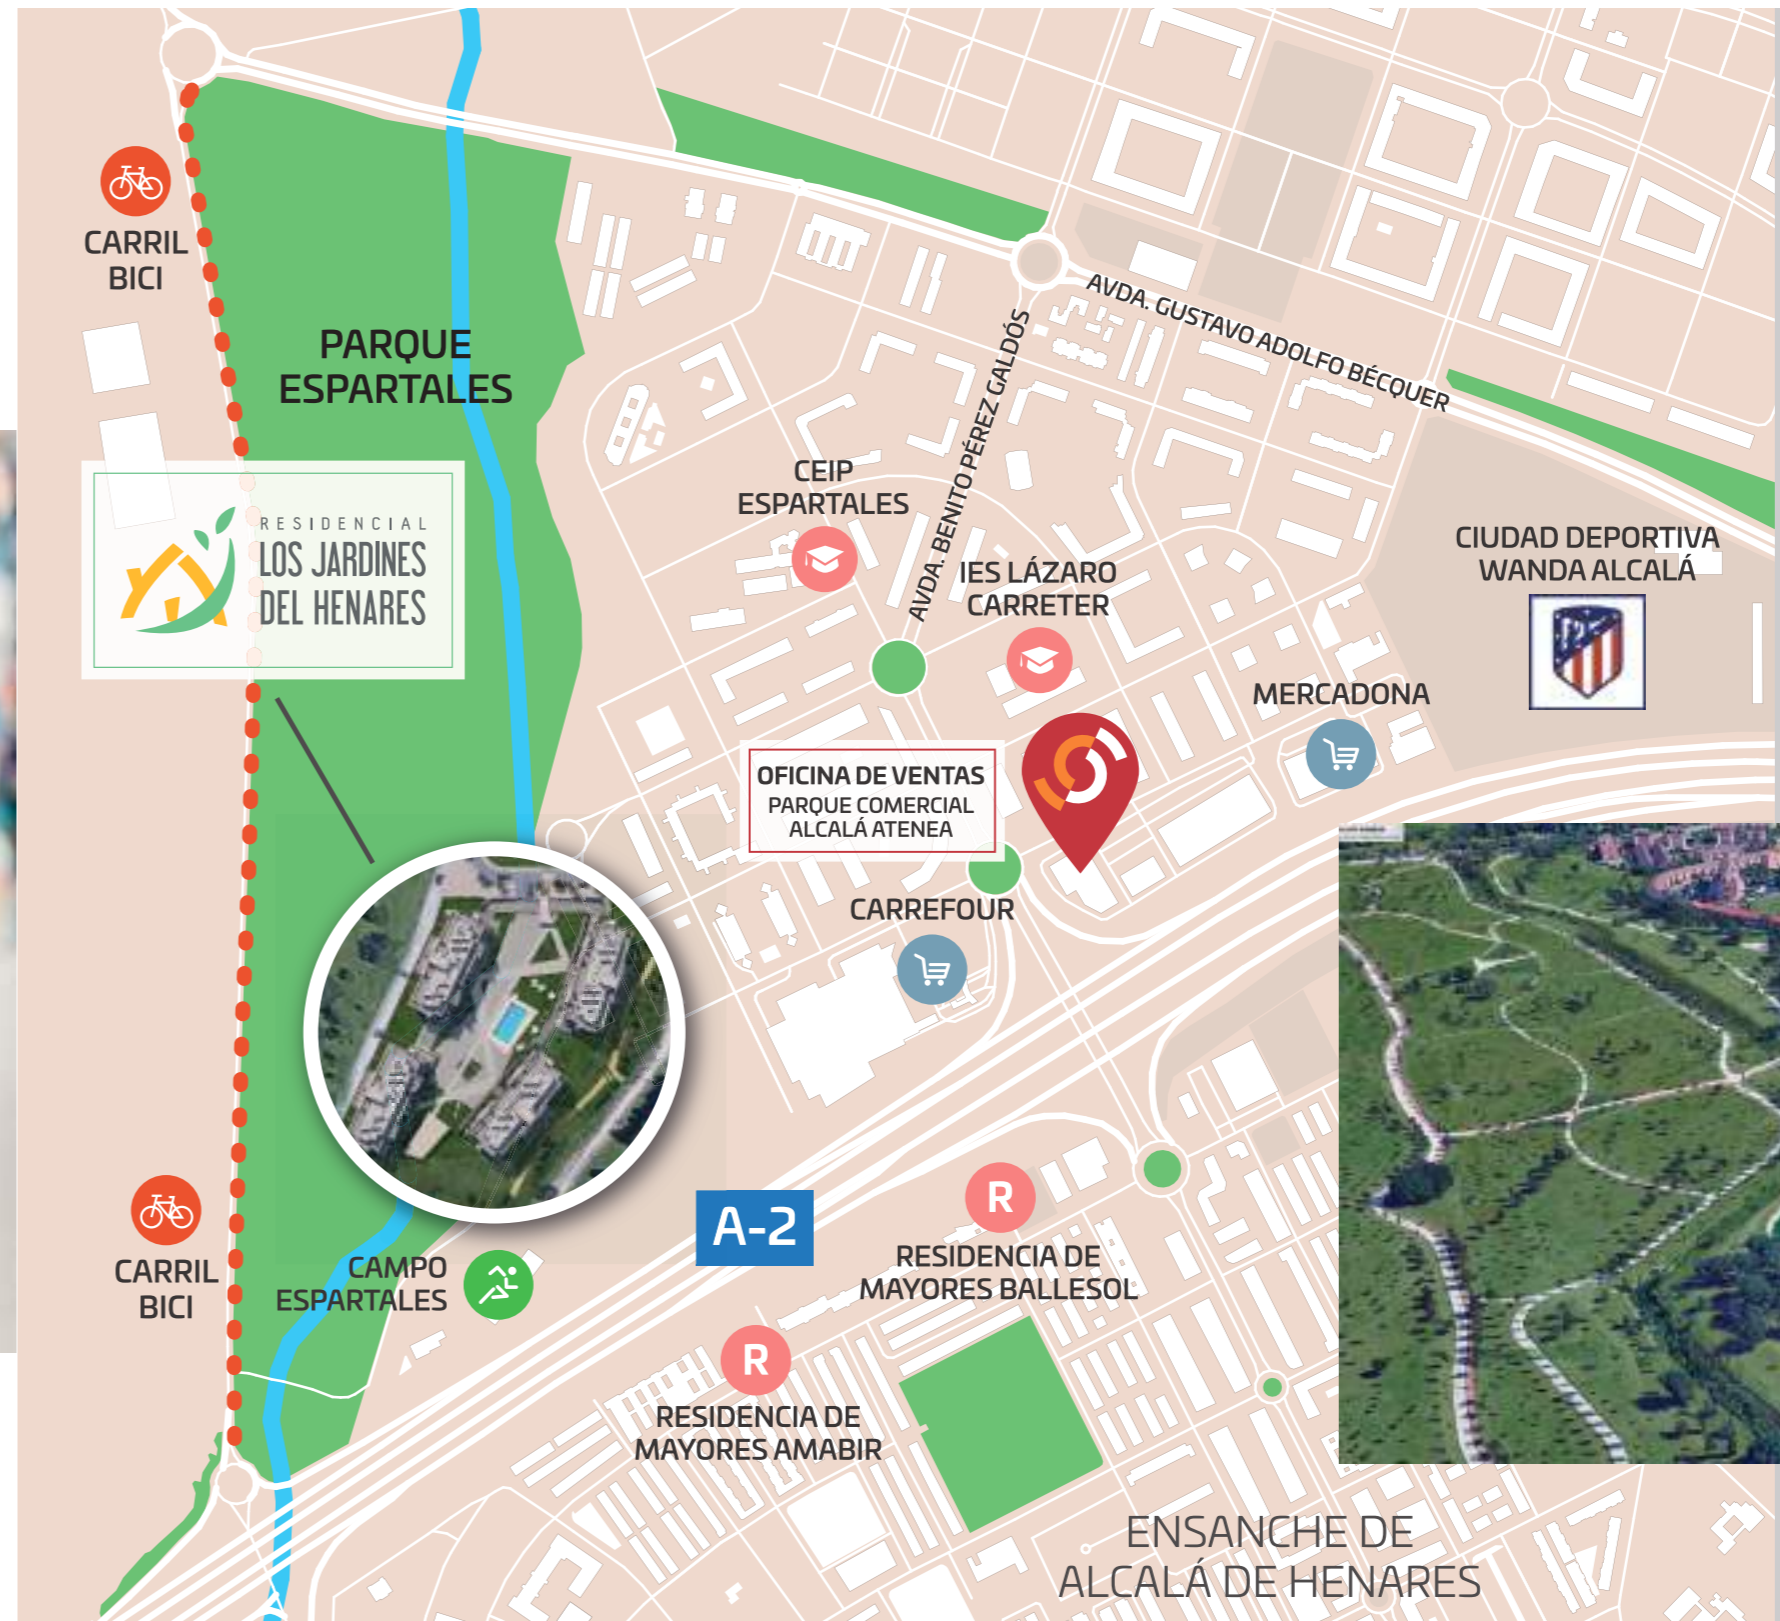 CARRIL
BICI
PARQUE
ESPARTALES
RESIDENCIAL
LOS JARDINES
DEL HENARES
AVDA. GUSTAVO ADOLFO BÉCQUER
AVDA. BENITO PÉREZ GALDÓS
CEIP
ESPARTALES
IES LÁZARO
CARRETER
CIUDAD DEPORTIVA
WANDA ALCALÁ
MERCADONA
OFICINA DE VENTAS
PARQUE COMERCIAL
ALCALÁ ATENEA
CARREFOUR
A-2
R
RESIDENCIA DE
MAYORES BALLESOL
CARRIL
BICI
CAMPO
ESPARTALES
R
RESIDENCIA DE
MAYORES AMABIR
ENSANCHE DE
ALCALÁ DE HENARES